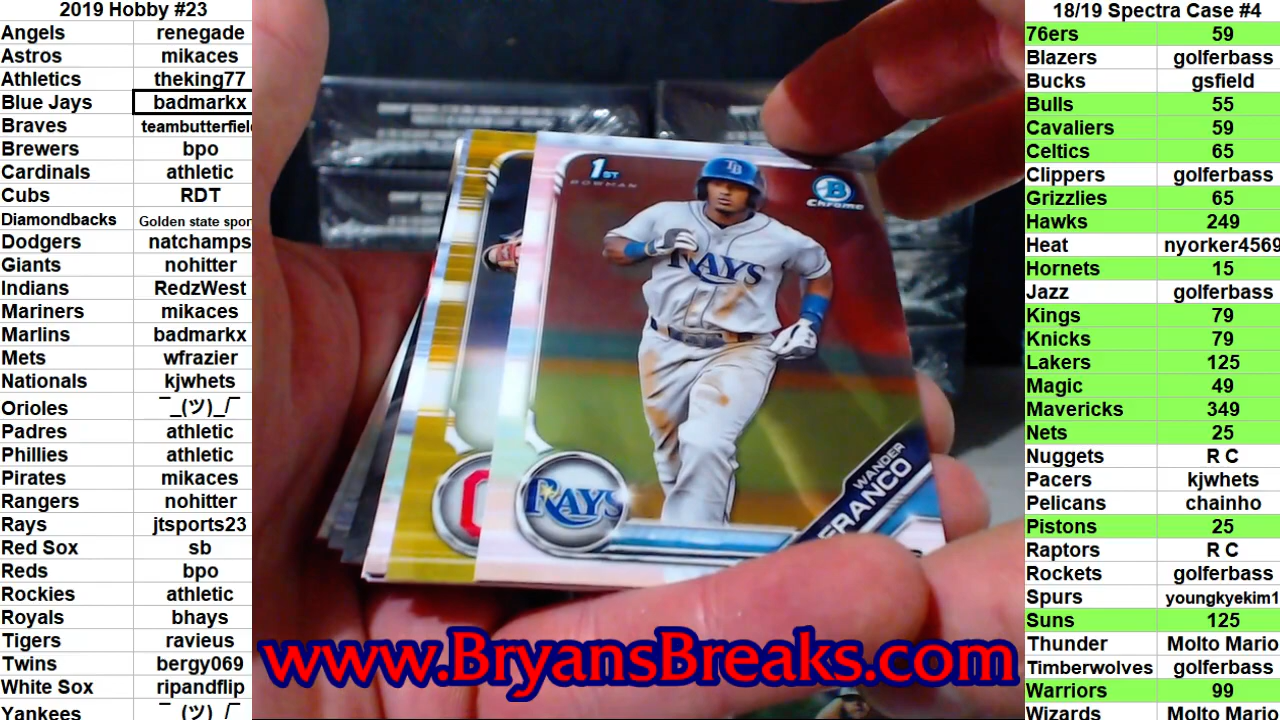 2019 Hobby #23
Angels renegade
Astros mikaces
Athletics theking77
Blue Jays badmarkx
Braves teambutterfiel
Brewers bpo
Cardinals athletic
Cubs RDT
Diamondbacks Golden state spor
Dodgers natchamps
Giants nohitter
Indians RedzWest
Mariners mikaces
Marlins badmarkx
Mets wfrazier
Nationals kjwhets
Orioles ¯_(ツ)_/¯
Padres athletic
Phillies athletic
Pirates mikaces
Rangers nohitter
Rays jtsports23
Red Sox sb
Reds bpo
Rockies athletic
Royals bhays
Tigers ravieus
Twins bergy069
White Sox ripandflip
Yankees ¯_(ツ)_/¯
1ST
BOWMAN
B
Chrome
TB
RAYS
RAYS
WANDER
FRANCO
www.BryansBreaks.com
18/19 Spectra Case #4
76ers 59
Blazers golferbass
Bucks gsfield
Bulls 55
Cavaliers 59
Celtics 65
Clippers golferbass
Grizzlies 65
Hawks 249
Heat nyorker4569
Hornets 15
Jazz golferbass
Kings 79
Knicks 79
Lakers 125
Magic 49
Mavericks 349
Nets 25
Nuggets R C
Pacers kjwhets
Pelicans chainho
Pistons 25
Raptors R C
Rockets golferbass
Spurs youngkyekim1
Suns 125
Thunder Molto Mario
Timberwolves golferbass
Warriors 99
Wizards Molto Mario